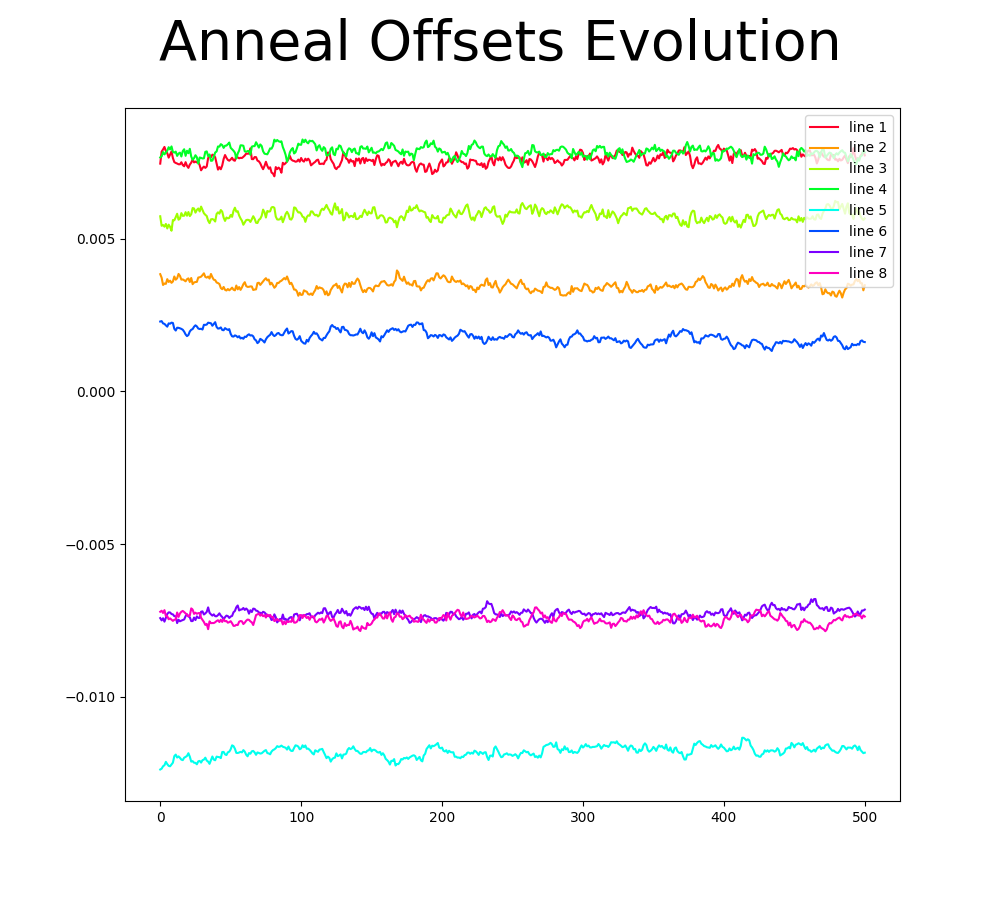 Anneal Offsets Evolution
line 1
line 2
line 3
line 4
line 5
line 6
line 7
line 8
0.005
0.000
−0.005
−0.010
0 100 200 300 400 500